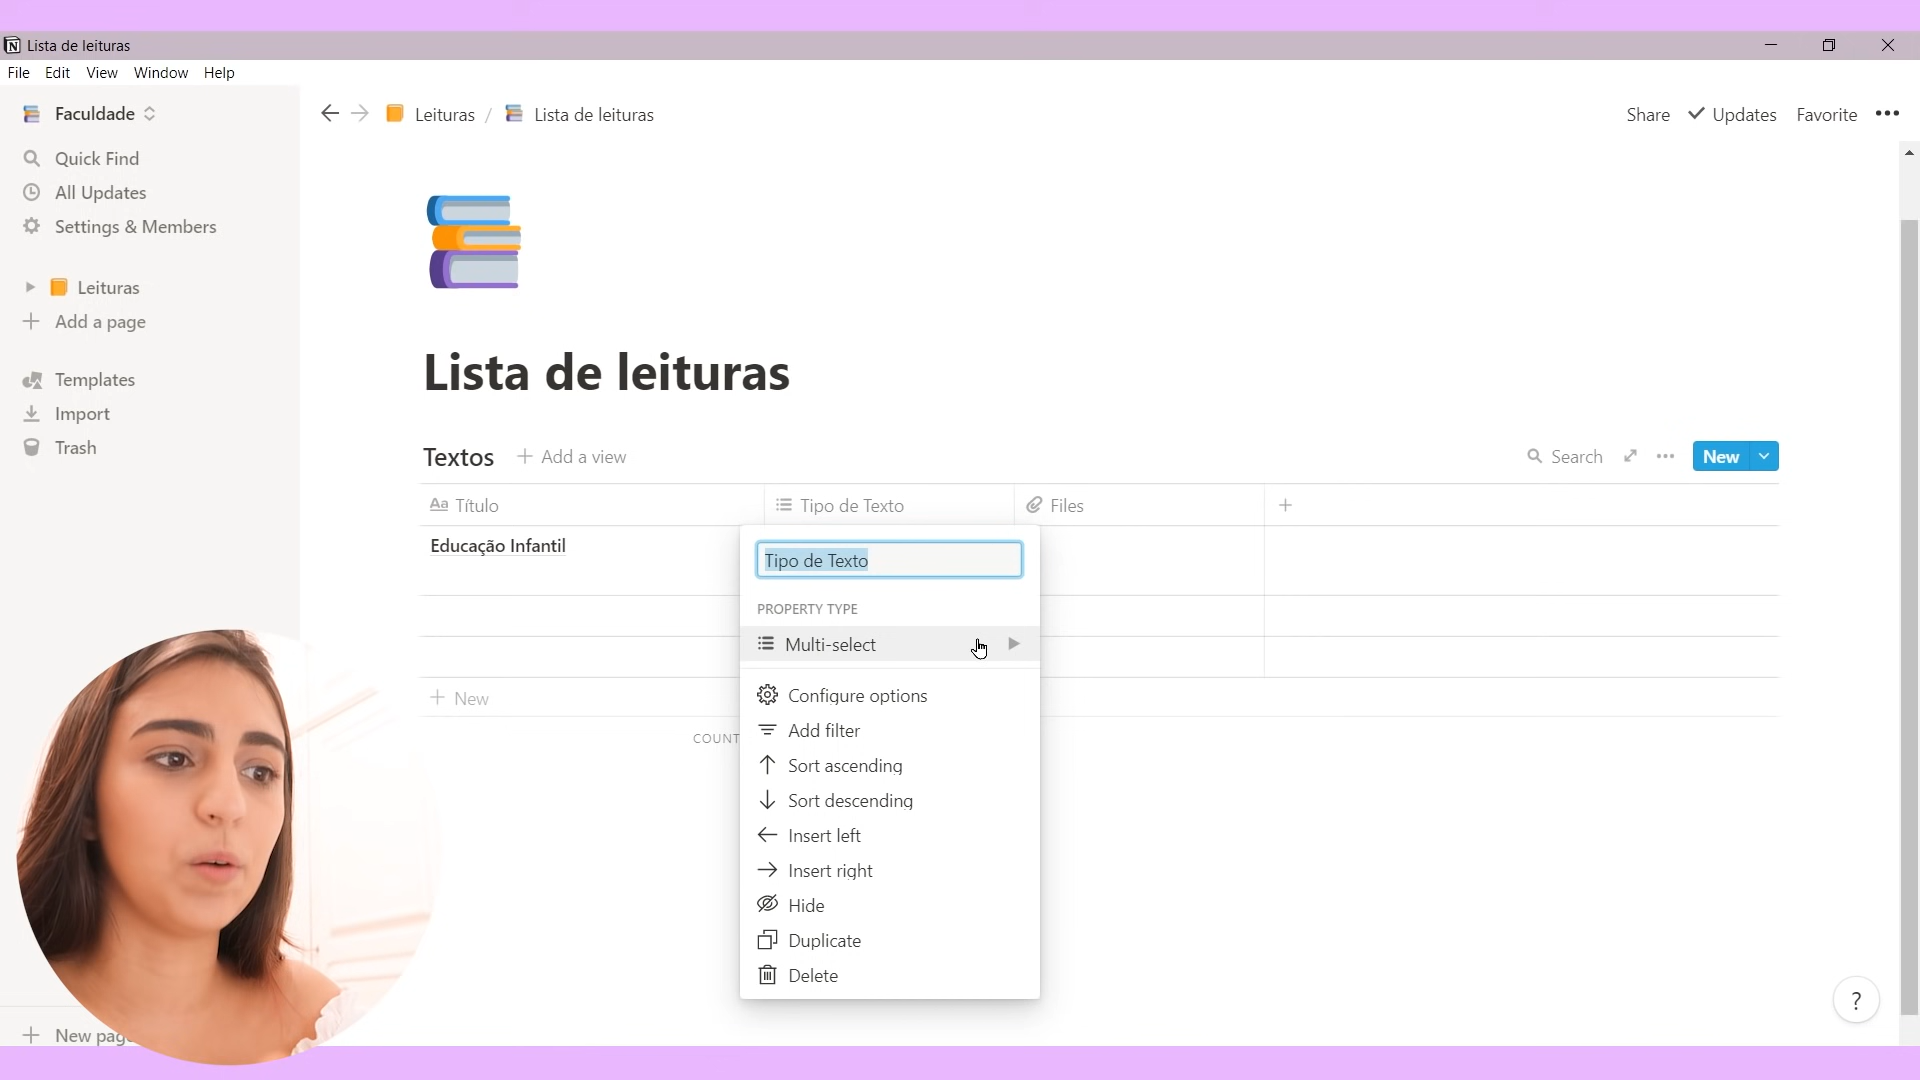 Lista de leituras
File Edit View Window Help
Faculdade
Leituras / Lista de leituras
Share Updates Favorite
Quick Find
All Updates
Settings & Members
Leituras
Add a page
Templates
Import
Trash
Lista de leituras
Textos + Add a view
Search New
Aa Título Tipo de Texto Files +
Educação Infantil
Tipo de Texto
PROPERTY TYPE
Multi-select
+ New
COUNT
Configure options
Add filter
Sort ascending
Sort descending
Insert left
Insert right
Hide
Duplicate
Delete
?
+ New